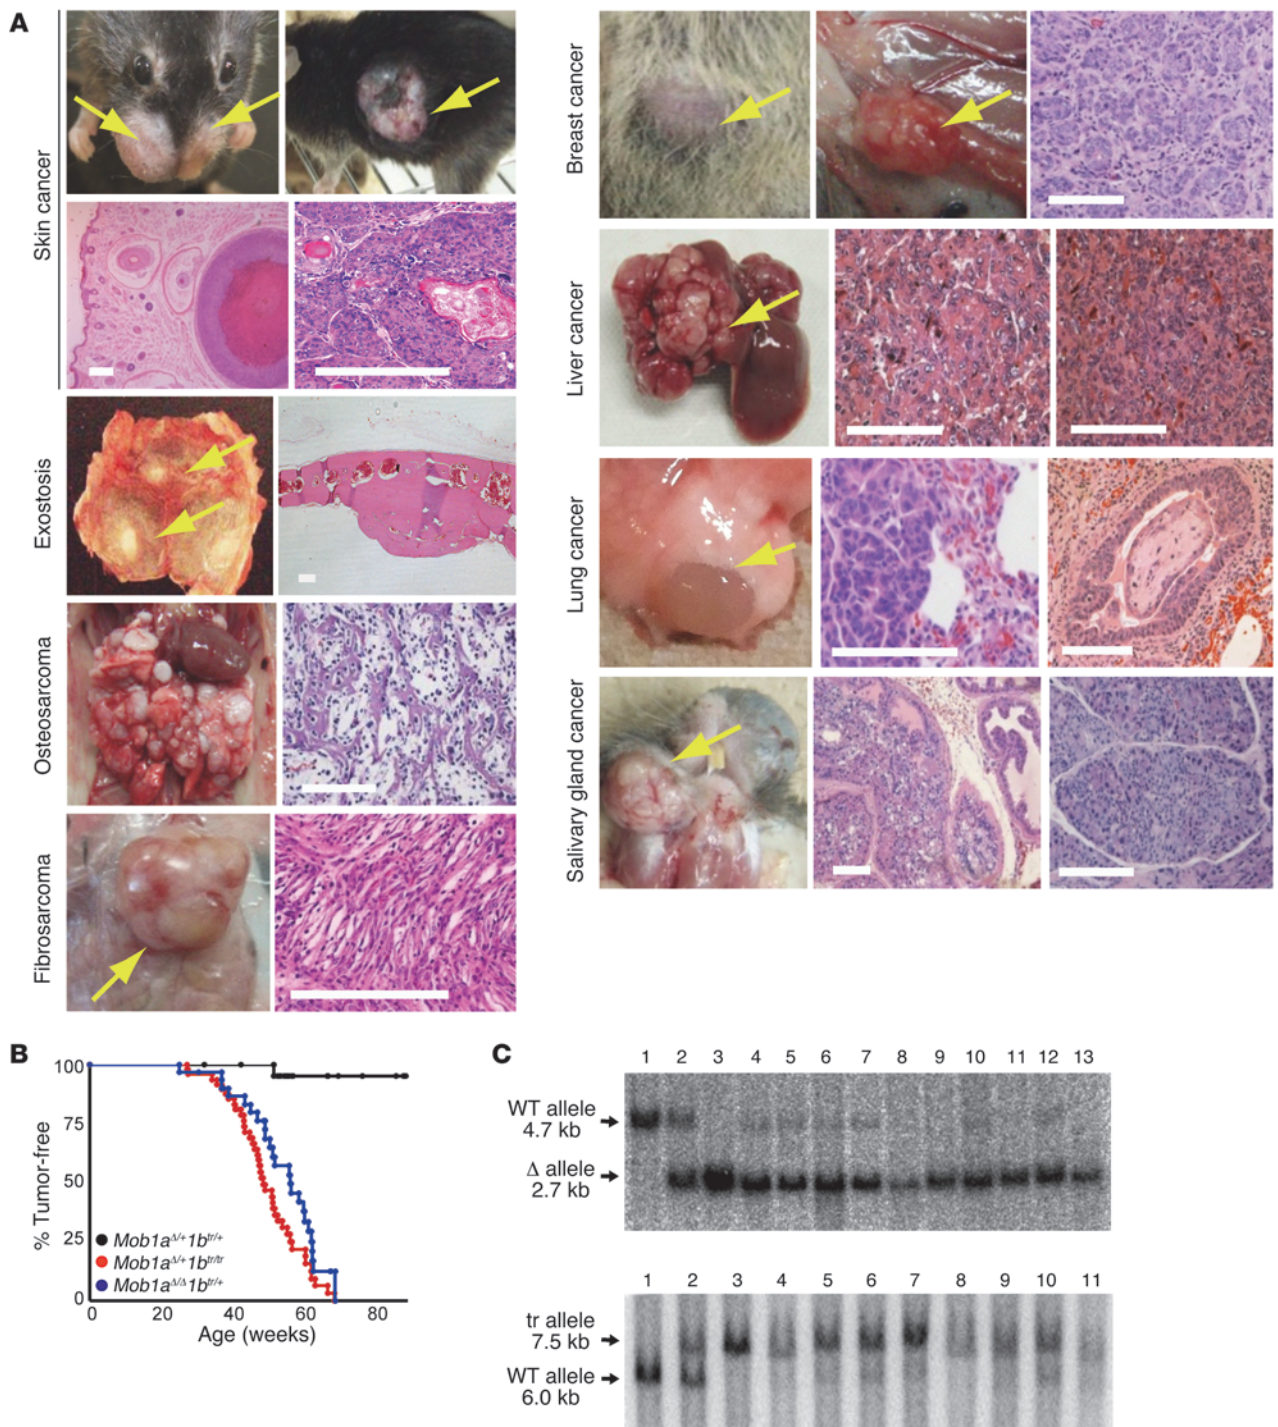 A
Skin cancer
Exostosis
Osteosarcoma
Fibrosarcoma
Breast cancer
Liver cancer
Lung cancer
Salivary gland cancer
B
% Tumor-free
100
75
50
25
0
Mob1aΔ/+1btr/+
Mob1aΔ/+1btr/tr
Mob1aΔ/Δ1btr/+
0 20 40 60 80
Age (weeks)
C
1 2 3 4 5 6 7 8 9 10 11 12 13
WT allele
4.7 kb
Δ allele
2.7 kb
1 2 3 4 5 6 7 8 9 10 11
tr allele
7.5 kb
WT allele
6.0 kb